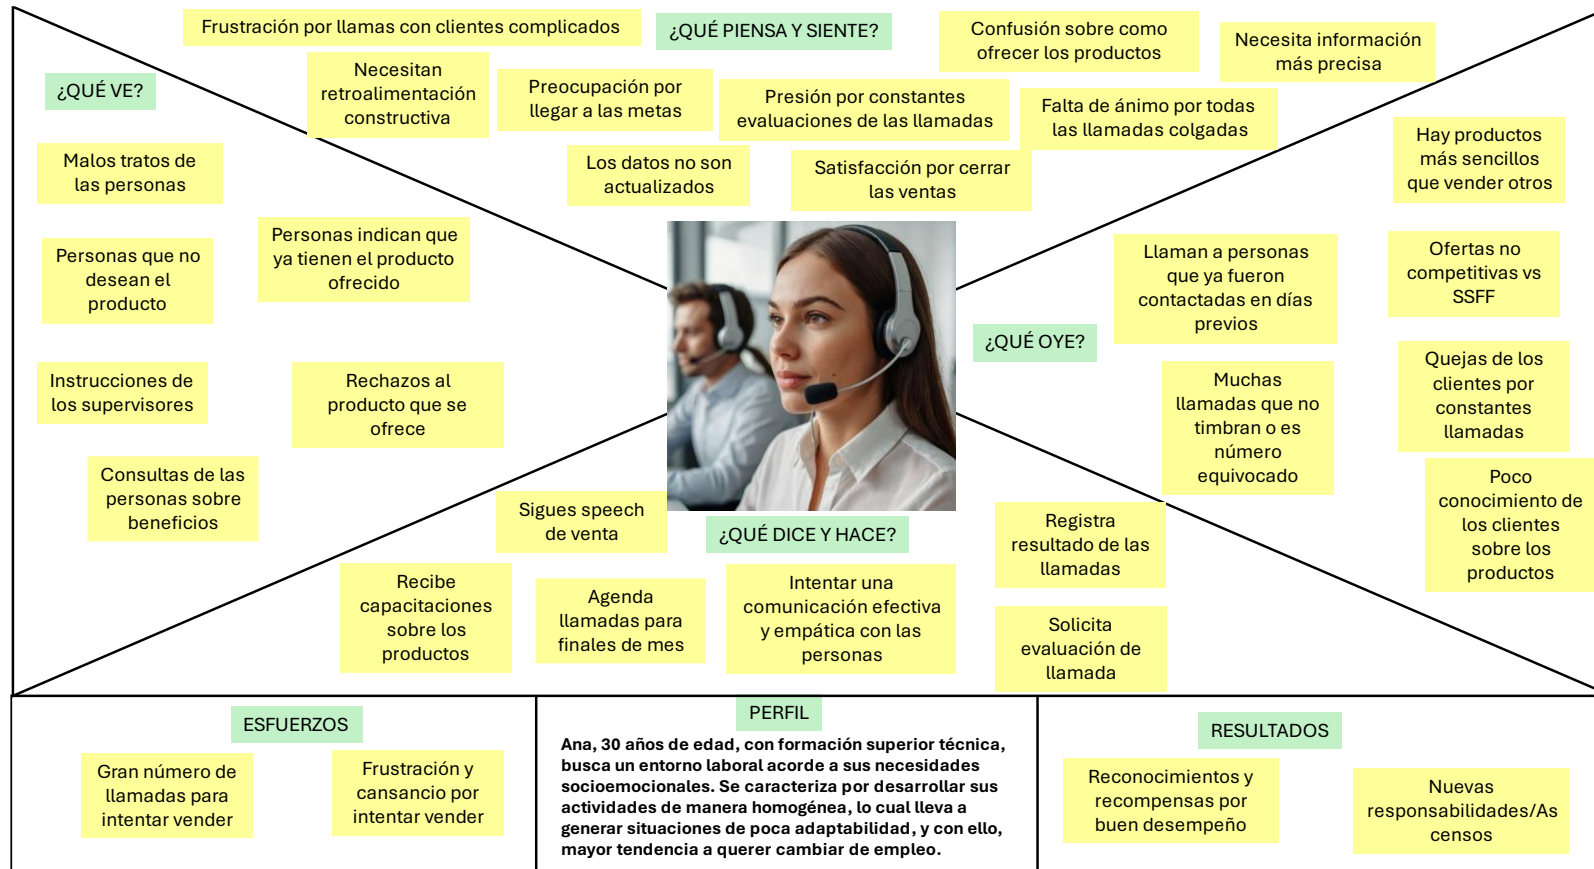 ¿QUÉ PIENSA Y SIENTE?
Frustración por llamas con clientes complicados
Necesitan
retroalimentación
constructiva
Preocupación por
llegar a las metas
Los datos no son
actualizados
Presión por constantes
evaluaciones de las llamadas
Satisfacción por cerrar
las ventas
Confusión sobre como
ofrecer los productos
Falta de ánimo por todas
las llamadas colgadas
Necesita información
más precisa
¿QUÉ VE?
Malos tratos de
las personas
Personas que no
desean el
producto
Personas indican que
ya tienen el producto
ofrecido
Instrucciones de
los supervisores
Rechazos al
producto que se
ofrece
Consultas de las
personas sobre
beneficios
¿QUÉ OYE?
Hay productos
más sencillos
que vender otros
Llaman a personas
que ya fueron
contactadas en días
previos
Ofertas no
competitivas vs
SSFF
Muchas
llamadas que no
timbran o es
número
equivocado
Quejas de los
clientes por
constantes
llamadas
Poco
conocimiento de
los clientes
sobre los
productos
¿QUÉ DICE Y HACE?
Sigues speech
de venta
Recibe
capacitaciones
sobre los
productos
Agenda
llamadas para
finales de mes
Intentar una
comunicación efectiva
y empática con las
personas
Registra
resultado de las
llamadas
Solicita
evaluación de
llamada
ESFUERZOS
Gran número de
llamadas para
intentar vender
Frustración y
cansancio por
intentar vender
PERFIL
Ana, 30 años de edad, con formación superior técnica,
busca un entorno laboral acorde a sus necesidades
socioemocionales. Se caracteriza por desarrollar sus
actividades de manera homogénea, lo cual lleva a
generar situaciones de poca adaptabilidad, y con ello,
mayor tendencia a querer cambiar de empleo.
RESULTADOS
Reconocimientos y
recompensas por
buen desempeño
Nuevas
responsabilidades/As
censos